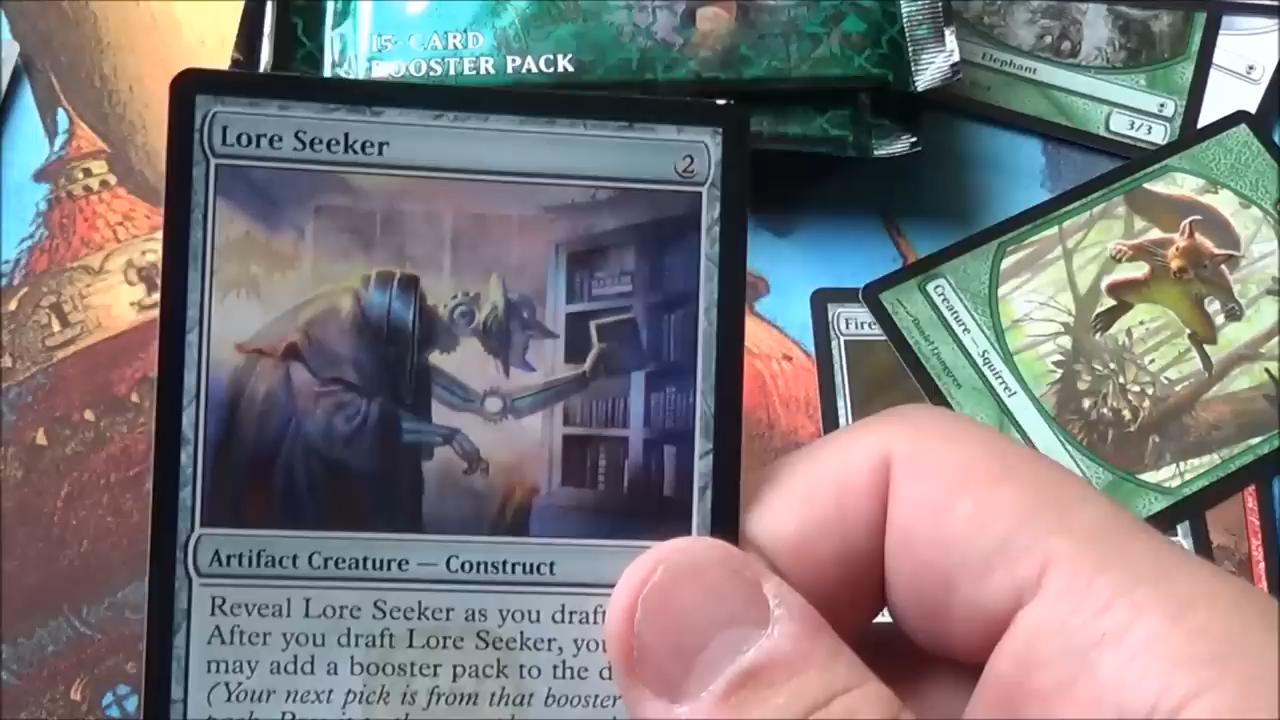 15-CARD
BOOSTER PACK
Elephant
3/3
Lore Seeker
2
Fire
Creature — Squirrel
Artifact Creature — Construct
Reveal Lore Seeker as you draft
After you draft Lore Seeker, you
may add a booster pack to the d
(Your next pick is from that booster